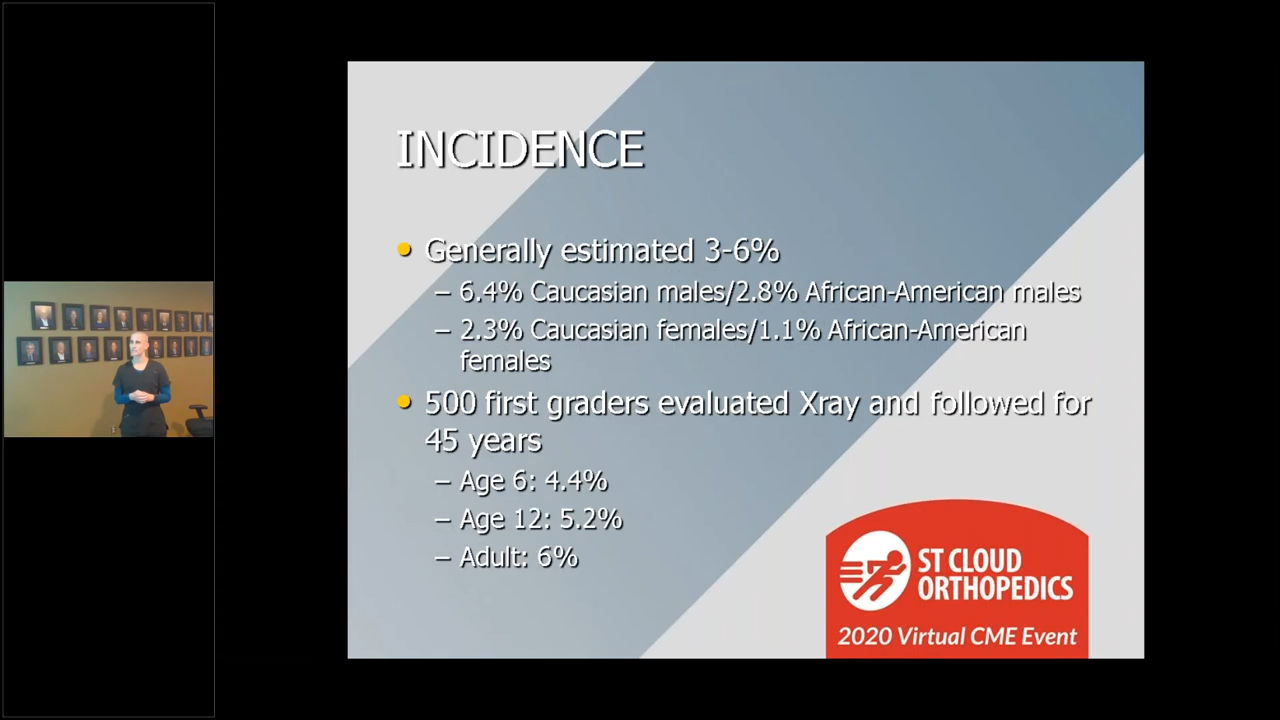 INCIDENCE
• Generally estimated 3-6%
– 6.4% Caucasian males/2.8% African-American males
– 2.3% Caucasian females/1.1% African-American
females
• 500 first graders evaluated Xray and followed for
45 years
– Age 6: 4.4%
– Age 12: 5.2%
– Adult: 6%
ST CLOUD
ORTHOPEDICS
2020 Virtual CME Event